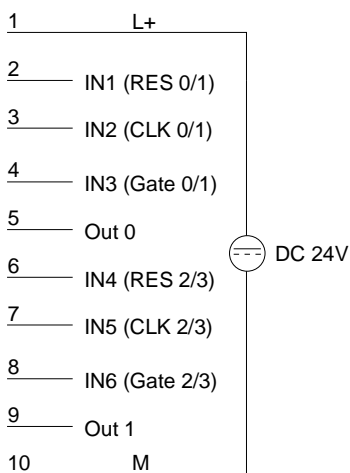 1 L+
2 IN1 (RES 0/1)
3 IN2 (CLK 0/1)
4 IN3 (Gate 0/1)
5 Out 0
DC 24V
6 IN4 (RES 2/3)
7 IN5 (CLK 2/3)
8 IN6 (Gate 2/3)
9 Out 1
10 M